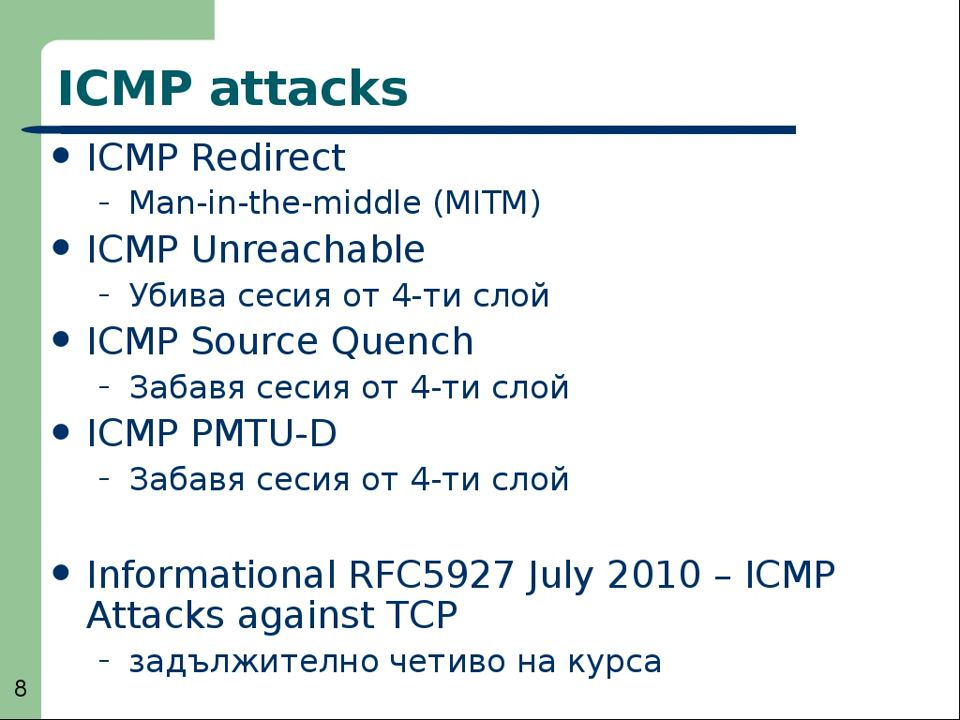 ICMP attacks
● ICMP Redirect
– Man-in-the-middle (MITM)
● ICMP Unreachable
– Убива сесия от 4-ти слой
● ICMP Source Quench
– Забавя сесия от 4-ти слой
● ICMP PMTU-D
– Забавя сесия от 4-ти слой
● Informational RFC5927 July 2010 – ICMP
Attacks against TCP
– задължително четиво на курса
8